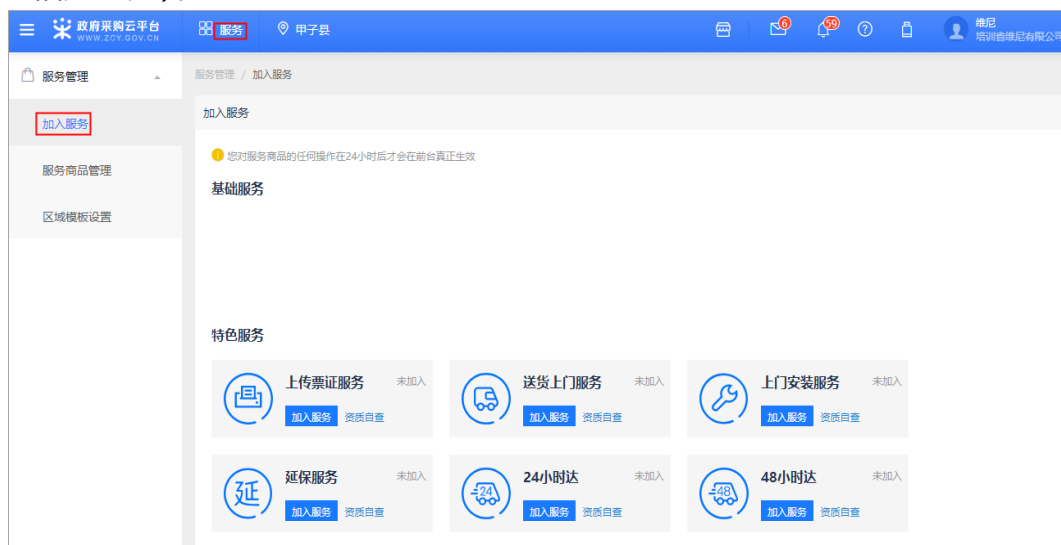 政府采购云平台
WWW.ZCY.GOV.CN
服务
甲子县
6
59
维尼
培训省维尼有限公司
服务管理
加入服务
服务商品管理
区域模板设置
服务管理 / 加入服务
加入服务
您对服务商品的任何操作在24小时后才会在前台真正生效
基础服务
特色服务
上传票证服务 未加入
加入服务 资质自查
送货上门服务 未加入
加入服务 资质自查
上门安装服务 未加入
加入服务 资质自查
延
延保服务 未加入
加入服务 资质自查
24
24小时达 未加入
加入服务 资质自查
48
48小时达 未加入
加入服务 资质自查